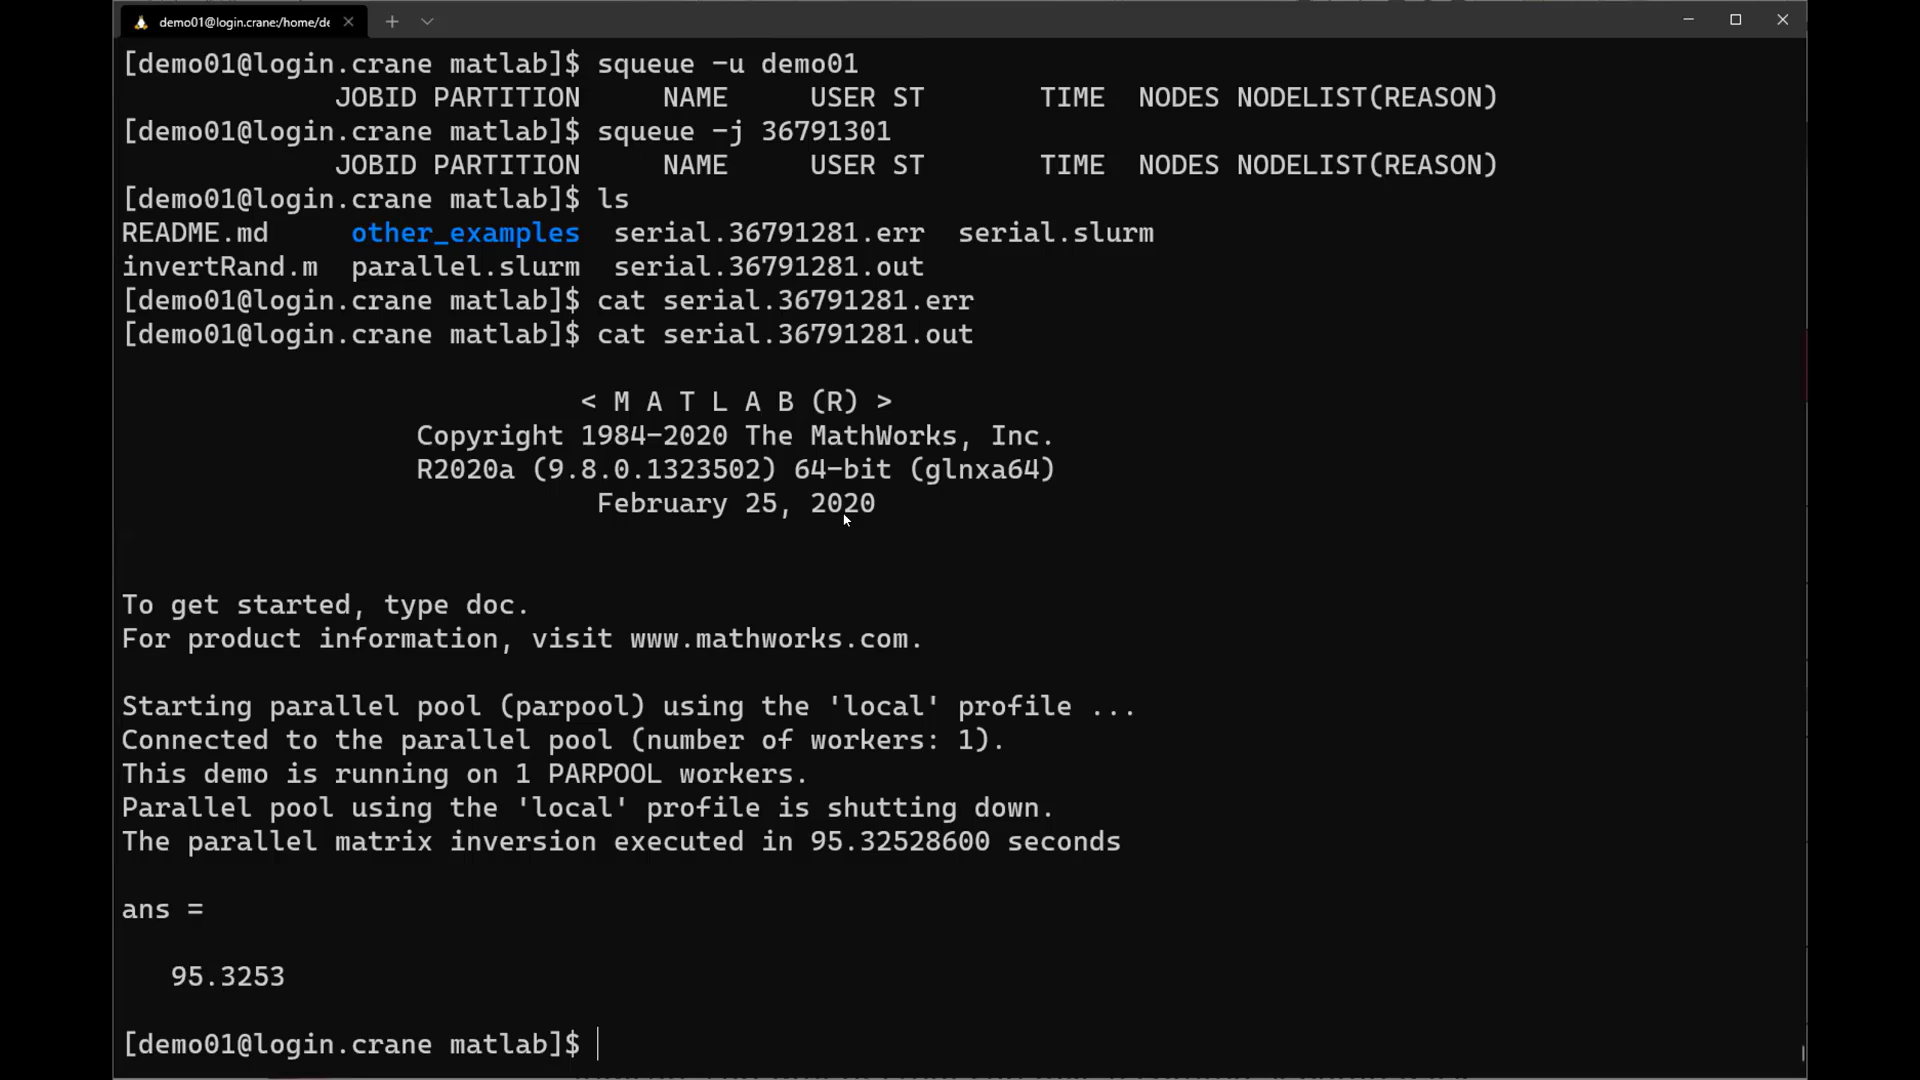 demo01@login.crane:/home/de
[demo01@login.crane matlab]$ squeue -u demo01
             JOBID PARTITION     NAME     USER ST       TIME  NODES NODELIST(REASON)
[demo01@login.crane matlab]$ squeue -j 36791301
             JOBID PARTITION     NAME     USER ST       TIME  NODES NODELIST(REASON)
[demo01@login.crane matlab]$ ls
README.md     other_examples  serial.36791281.err  serial.slurm
invertRand.m  parallel.slurm  serial.36791281.out
[demo01@login.crane matlab]$ cat serial.36791281.err
[demo01@login.crane matlab]$ cat serial.36791281.out
< M A T L A B (R) >
Copyright 1984-2020 The MathWorks, Inc.
R2020a (9.8.0.1323502) 64-bit (glnxa64)
February 25, 2020
To get started, type doc.
For product information, visit www.mathworks.com.
Starting parallel pool (parpool) using the 'local' profile ...
Connected to the parallel pool (number of workers: 1).
This demo is running on 1 PARPOOL workers.
Parallel pool using the 'local' profile is shutting down.
The parallel matrix inversion executed in 95.32528600 seconds
ans =
95.3253
[demo01@login.crane matlab]$